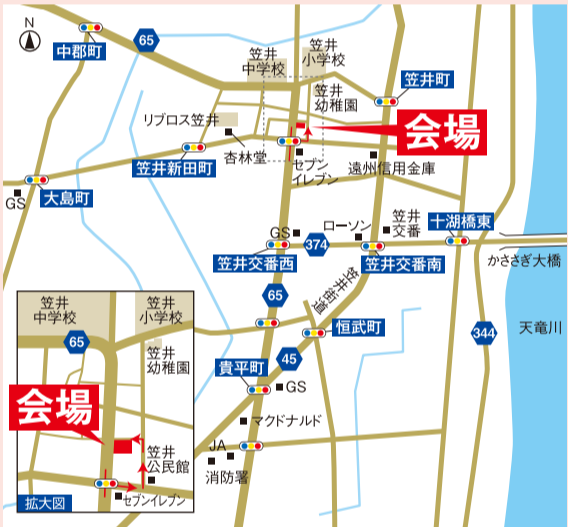 N
中郡町
65
笠井
中学校
笠井
小学校
笠井
幼稚園
笠井町
リブロス笠井
会場
杏林堂
笠井新田町
セブン
イレブン
遠州信用金庫
大島町
GS
GS
ローソン
笠井
交番
十湖橋東
374
笠井交番西
笠井交番南
かささぎ大橋
65
笠井街道
恒武町
344
天竜川
45
貴平町
GS
マクドナルド
JA
消防署
笠井
中学校
笠井
小学校
65
笠井
幼稚園
会場
笠井
公民館
セブンイレブン
拡大図